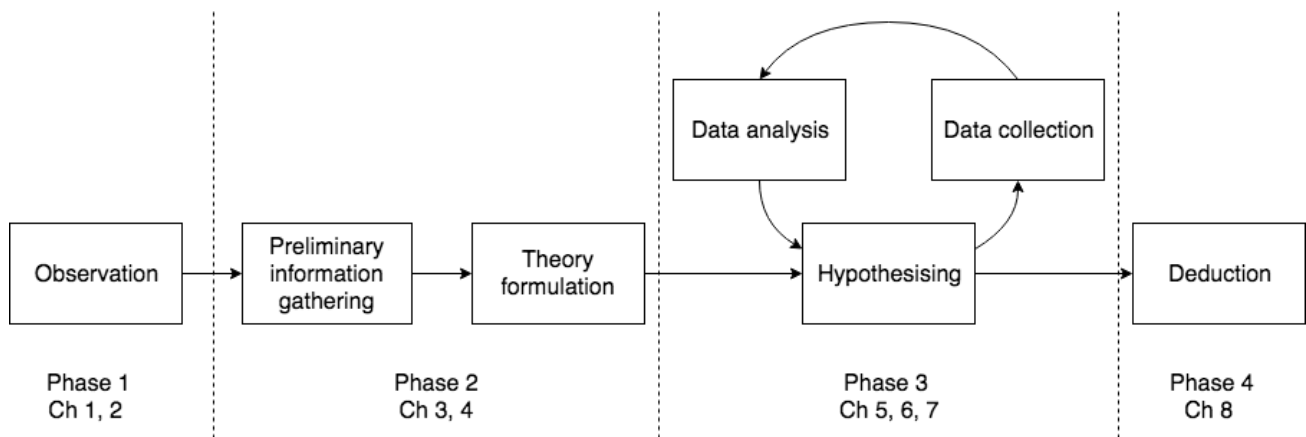 Data analysis
Data collection
Observation
Preliminary
information
gathering
Theory
formulation
Hypothesising
Deduction
Phase 1
Ch 1, 2
Phase 2
Ch 3, 4
Phase 3
Ch 5, 6, 7
Phase 4
Ch 8